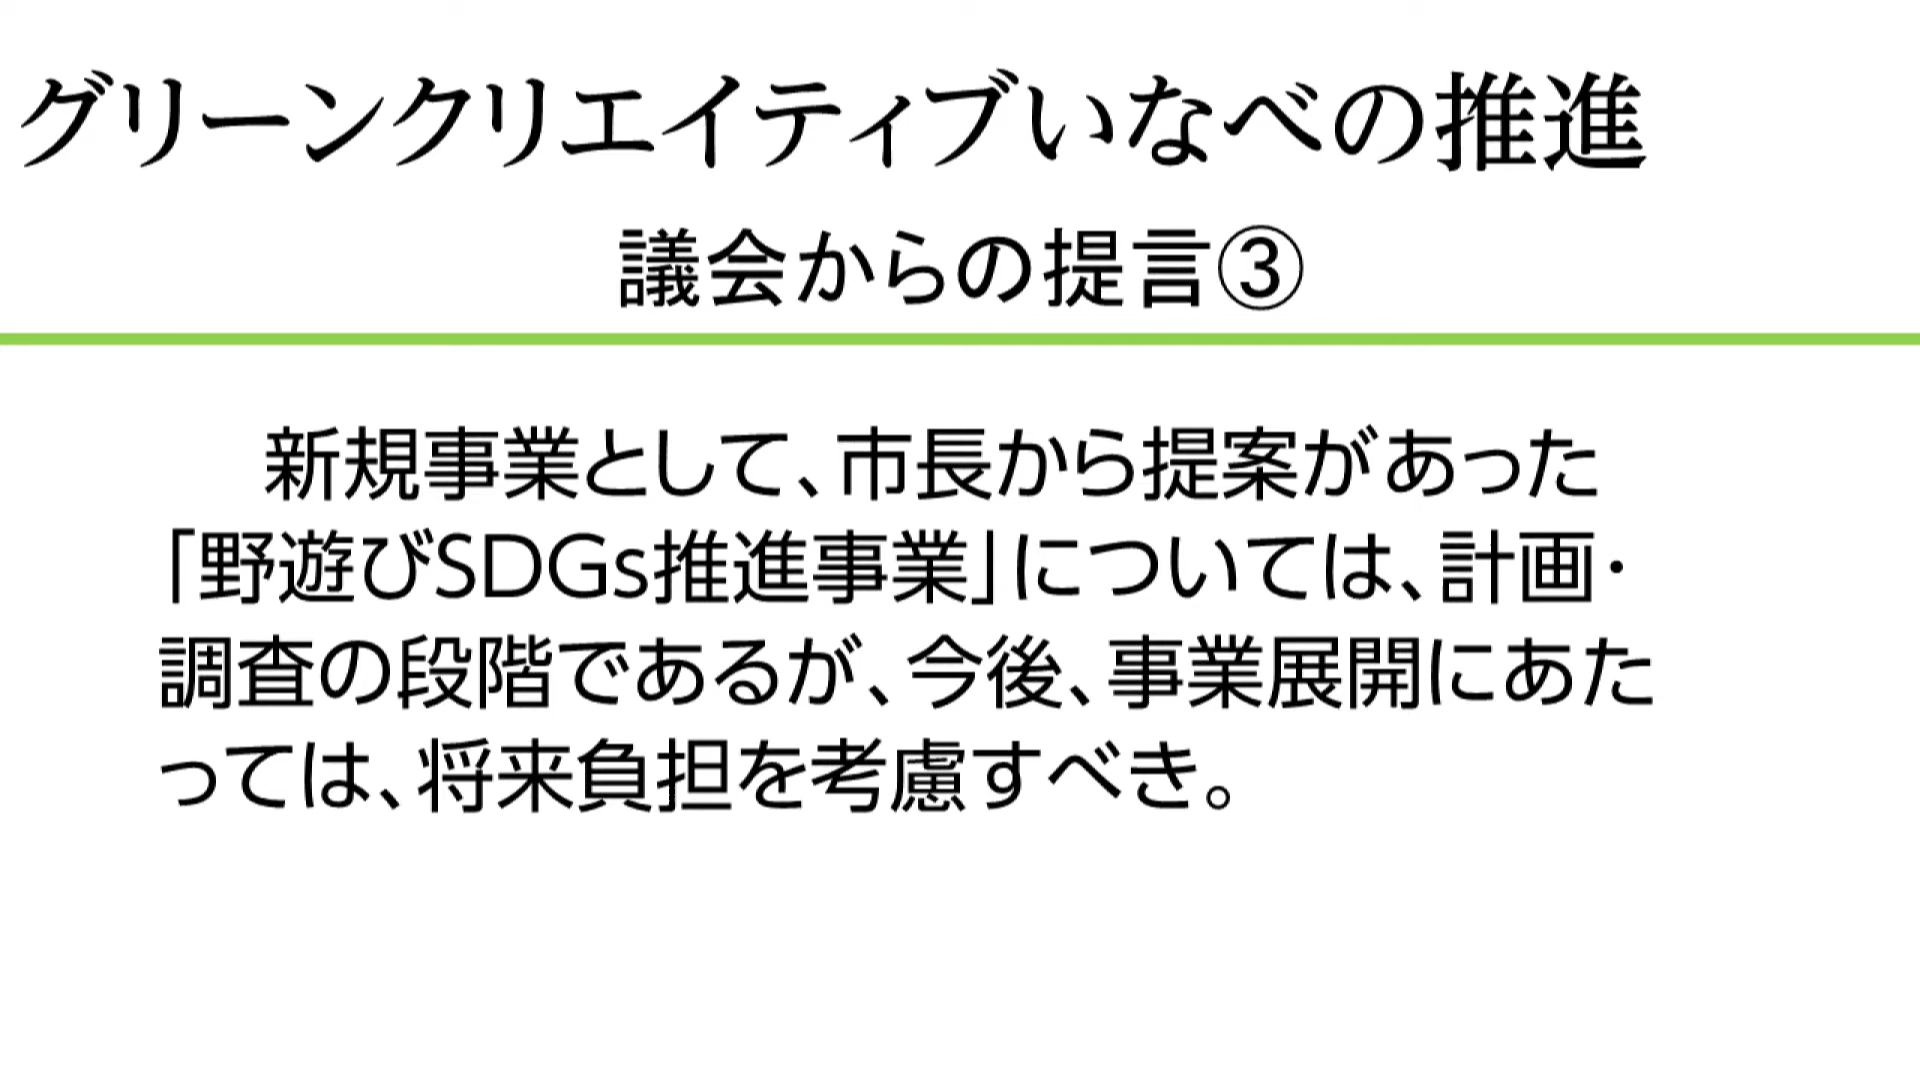 グリーンクリエイティブいなべの推進
議会からの提言③
新規事業として、市長から提案があった
「野遊びSDGs推進事業」については、計画・
調査の段階であるが、今後、事業展開にあた
っては、将来負担を考慮すべき。